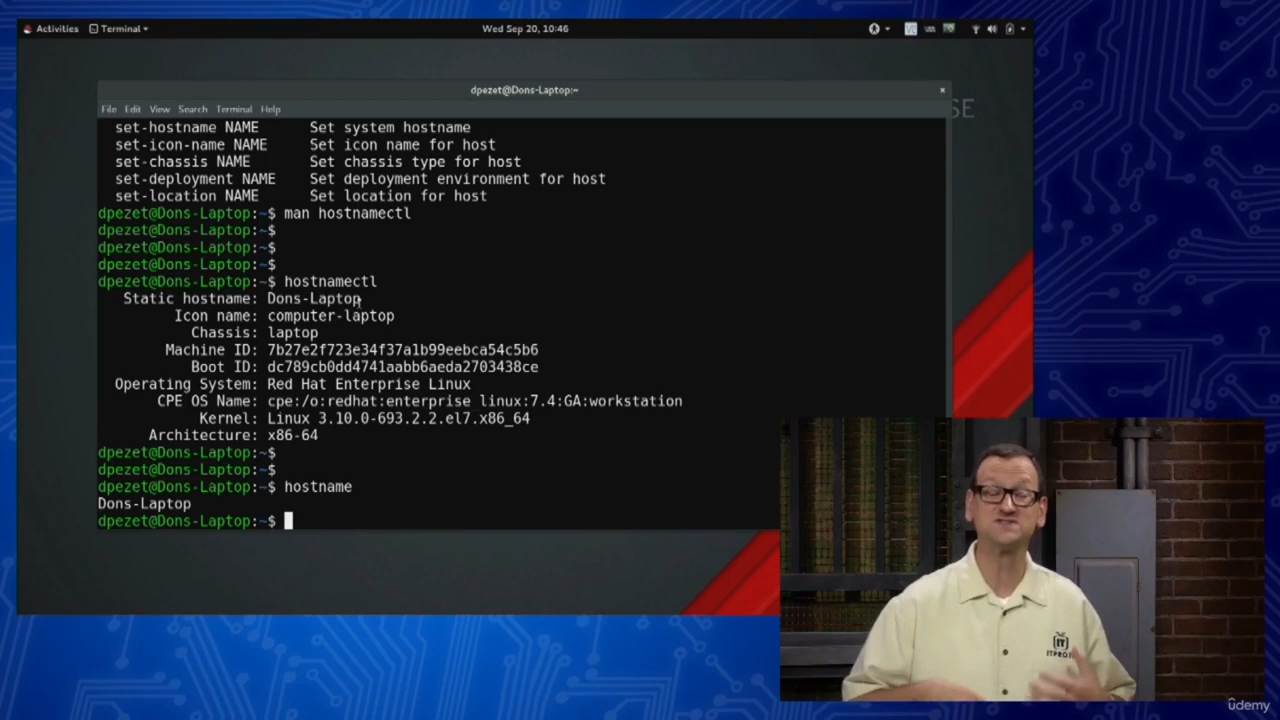 Activities Terminal Wed Sep 20, 10:46
SE
dpezet@Dons-Laptop:~ ×
File Edit View Search Terminal Help
set-hostname NAME Set system hostname
set-icon-name NAME Set icon name for host
set-chassis NAME Set chassis type for host
set-deployment NAME Set deployment environment for host
set-location NAME Set location for host
dpezet@Dons-Laptop:~$ man hostnamectl
dpezet@Dons-Laptop:~$
dpezet@Dons-Laptop:~$
dpezet@Dons-Laptop:~$
dpezet@Dons-Laptop:~$ hostnamectl
Static hostname: Dons-Laptop
Icon name: computer-laptop
Chassis: laptop
Machine ID: 7b27e2f723e34f37a1b99eebca54c5b6
Boot ID: dc789cb0dd4741aabb6aeda2703438ce
Operating System: Red Hat Enterprise Linux
CPE OS Name: cpe:/o:redhat:enterprise linux:7.4:GA:workstation
Kernel: Linux 3.10.0-693.2.2.el7.x86_64
Architecture: x86-64
dpezet@Dons-Laptop:~$
dpezet@Dons-Laptop:~$
dpezet@Dons-Laptop:~$ hostname
Dons-Laptop
dpezet@Dons-Laptop:~$
IT
ûdemy